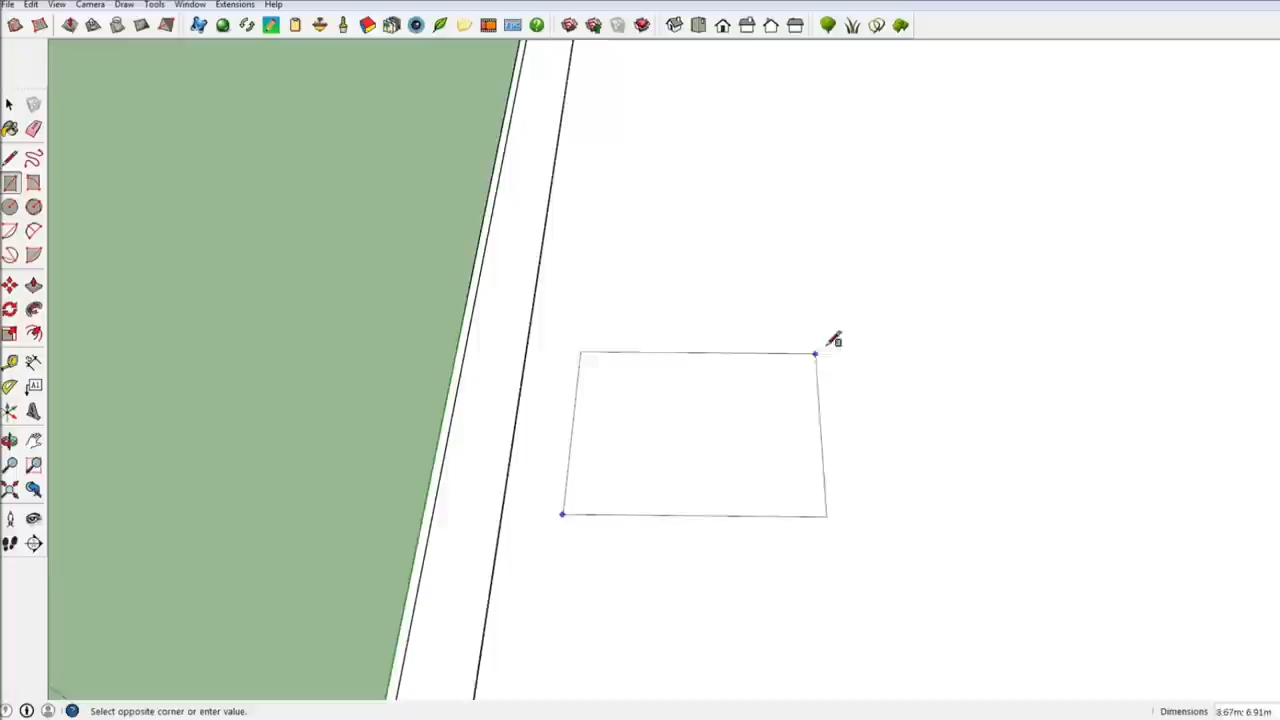 File Edit View Camera Draw Tools Window Extensions Help
AI
Select opposite corner or enter value.
Dimensions 3.67m; 6.91m